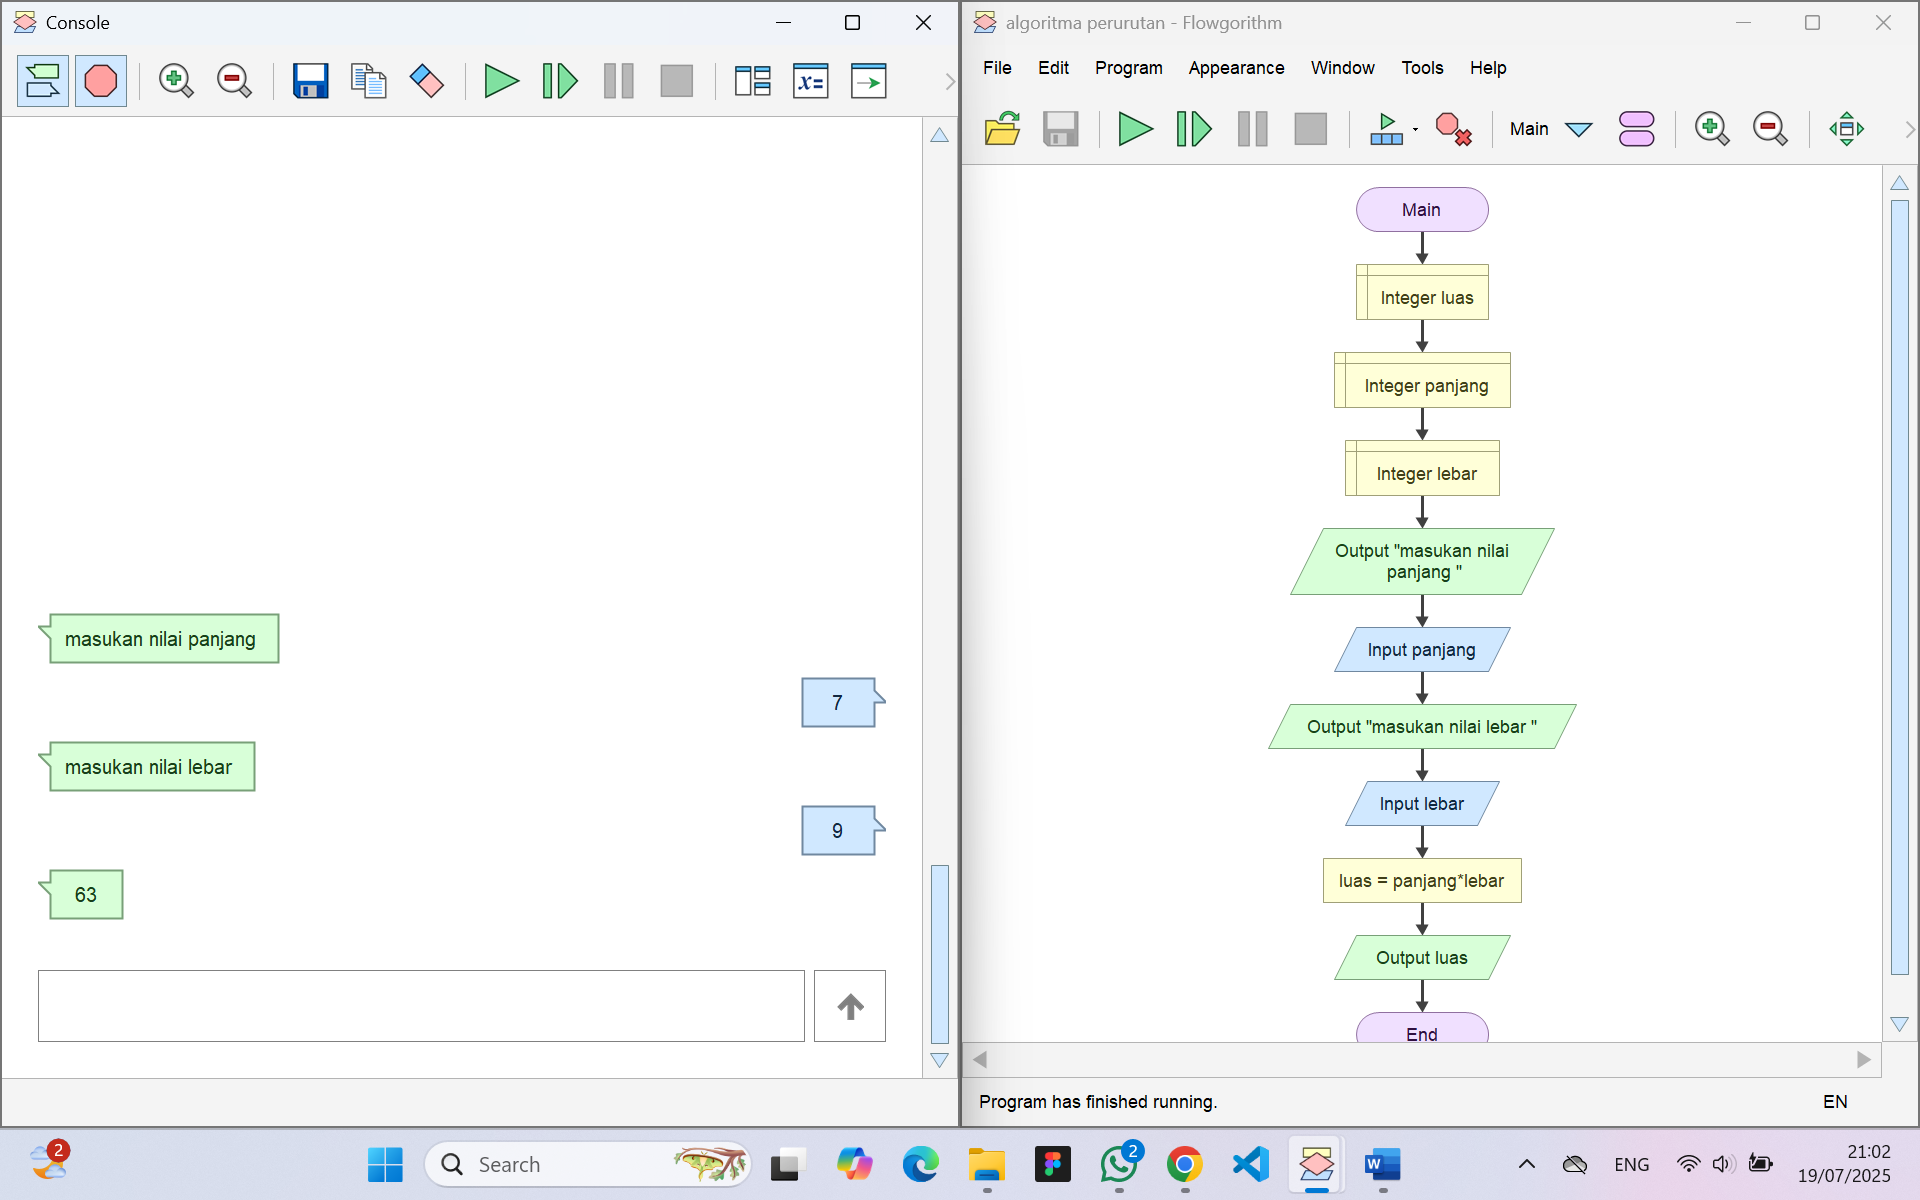 Console
masukan nilai panjang
7
masukan nilai lebar
9
63
algoritma perurutan - Flowgorithm
File Edit Program Appearance Window Tools Help
Main
Main
Integer luas
Integer panjang
Integer lebar
Output "masukan nilai
panjang "
Input panjang
Output "masukan nilai lebar "
Input lebar
luas = panjang*lebar
Output luas
End
Program has finished running.
EN
2
Search
2
W
ENG
21:02
19/07/2025
x=